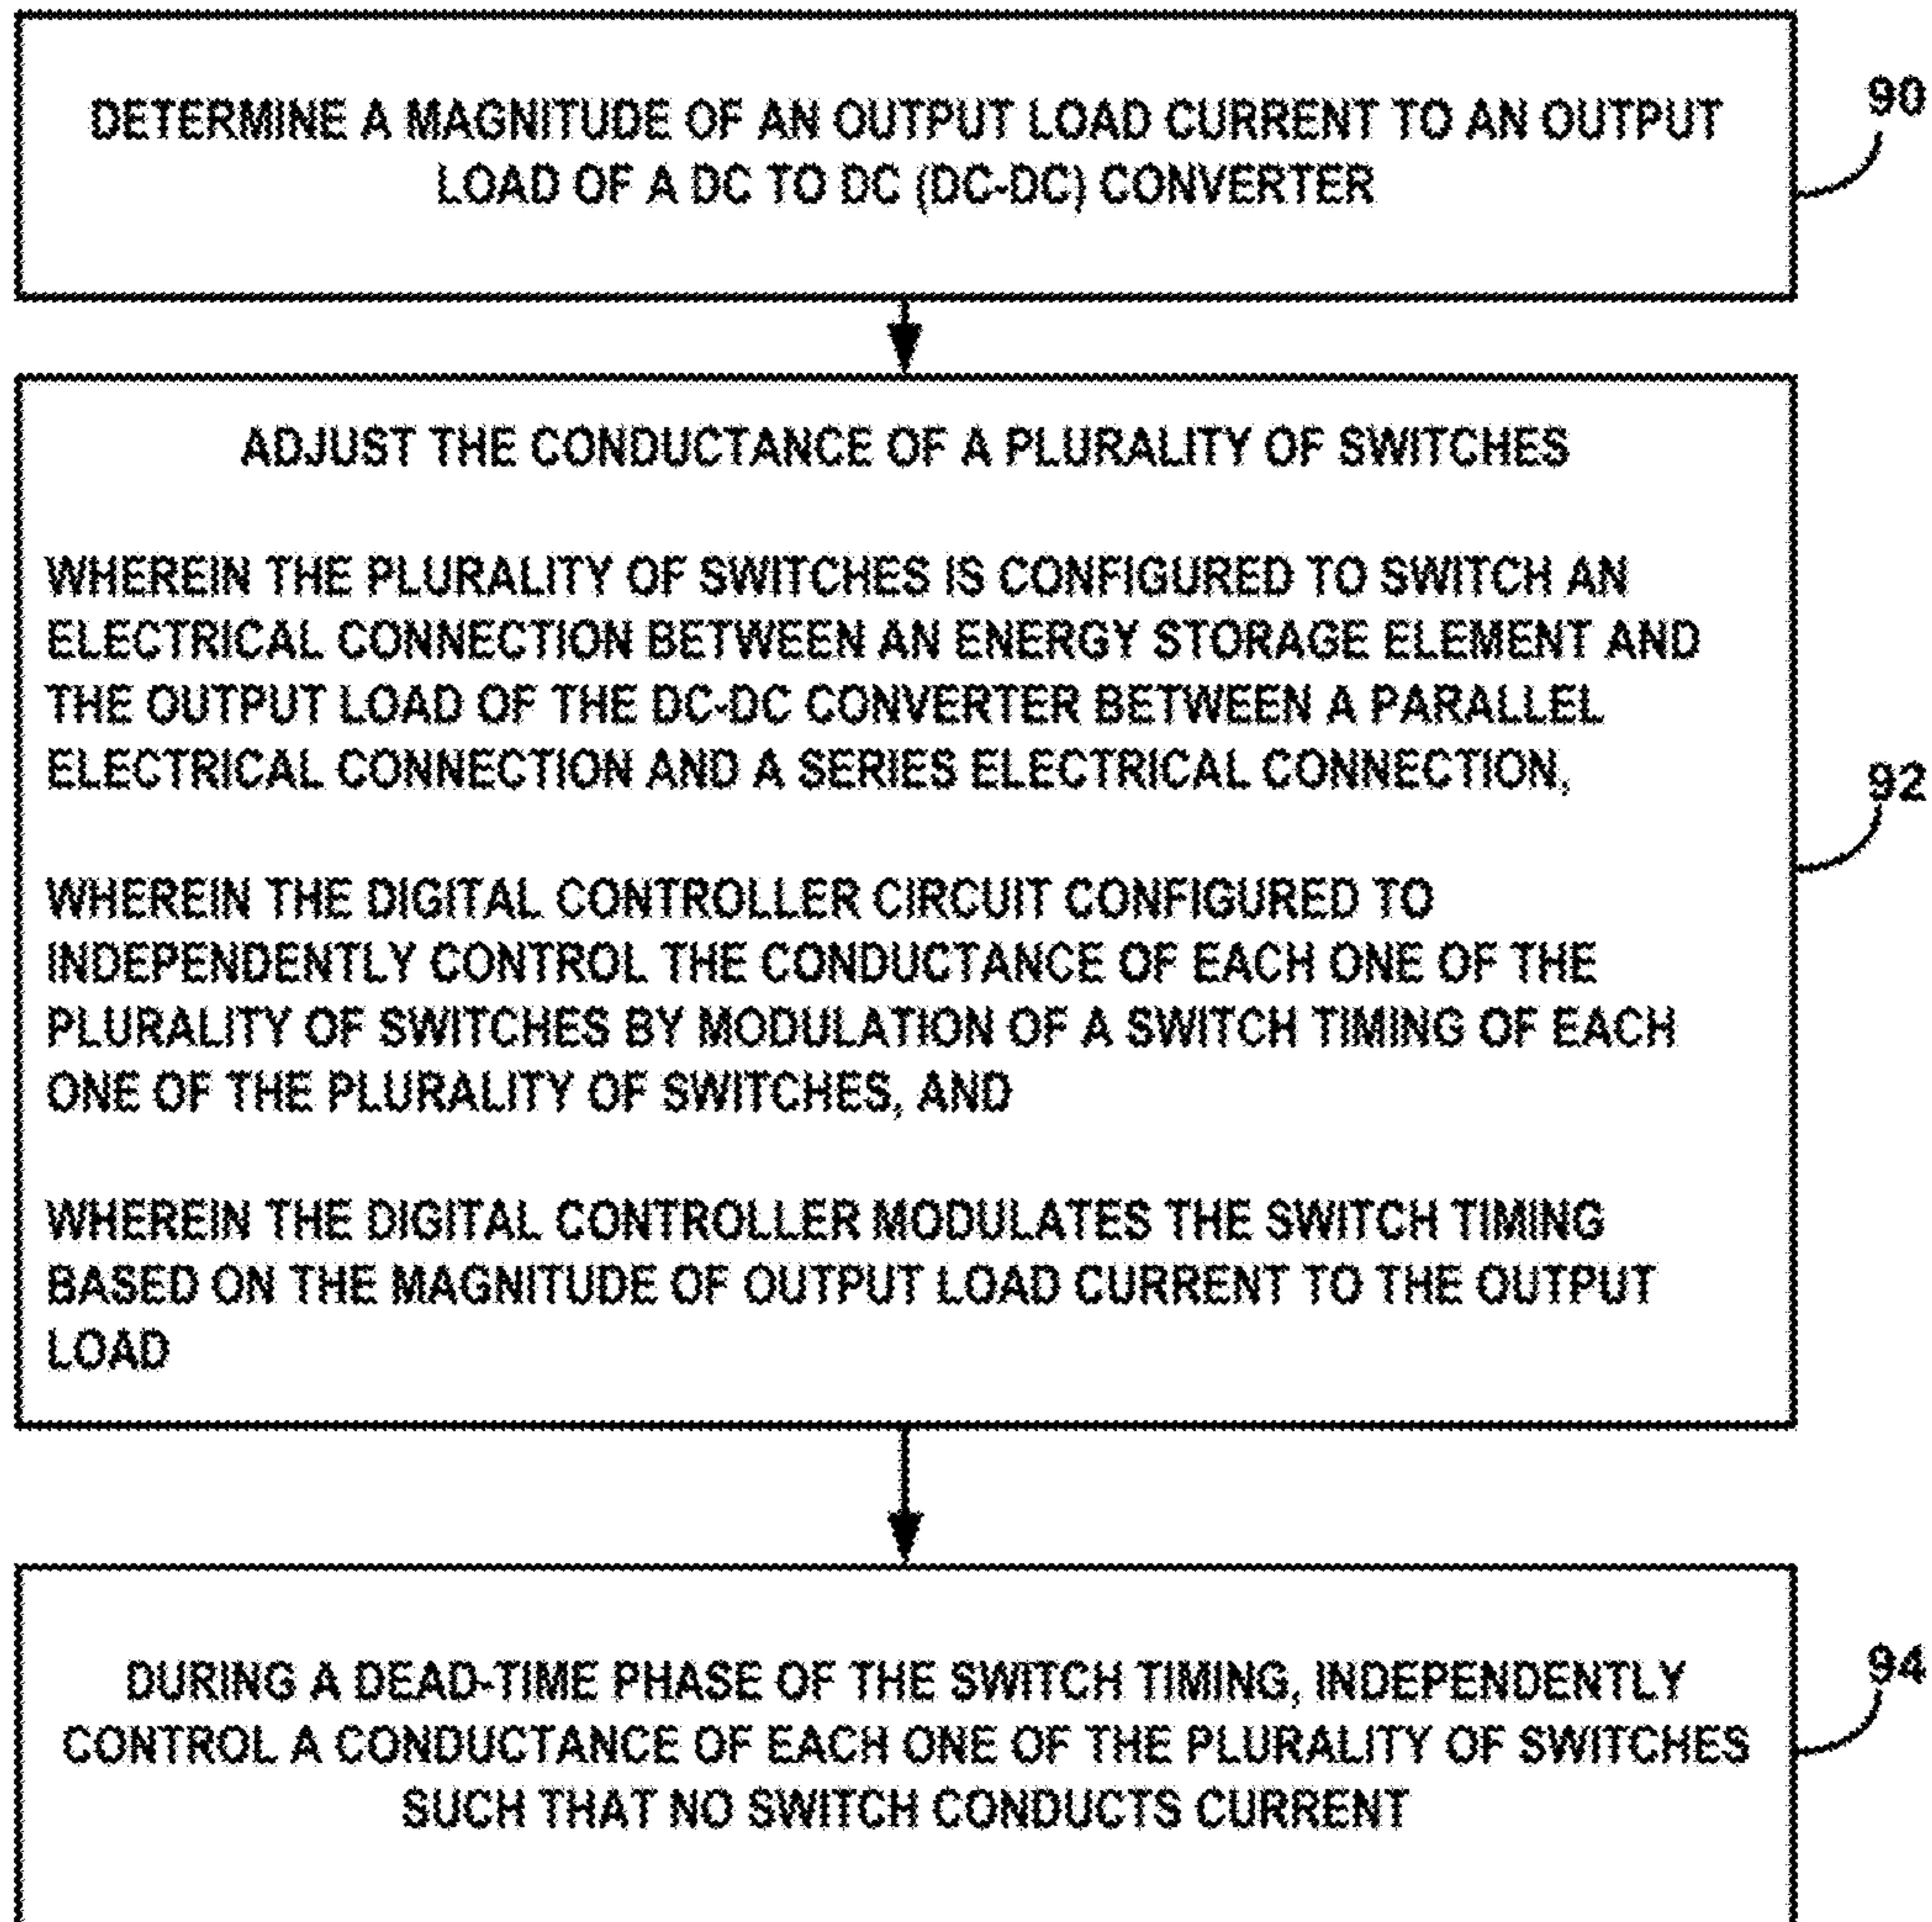 DETERMINE A MAGNITUDE OF AN OUTPUT LOAD CURRENT TO AN OUTPUT
LOAD OF A DC TO DC (DC-DC) CONVERTER
90
ADJUST THE CONDUCTANCE OF A PLURALITY OF SWITCHES
WHEREIN THE PLURALITY OF SWITCHES IS CONFIGURED TO SWITCH AN
ELECTRICAL CONNECTION BETWEEN AN ENERGY STORAGE ELEMENT AND
THE OUTPUT LOAD OF THE DC-DC CONVERTER BETWEEN A PARALLEL
ELECTRICAL CONNECTION AND A SERIES ELECTRICAL CONNECTION,
92
WHEREIN THE DIGITAL CONTROLLER CIRCUIT CONFIGURED TO
INDEPENDENTLY CONTROL THE CONDUCTANCE OF EACH ONE OF THE
PLURALITY OF SWITCHES BY MODULATION OF A SWITCH TIMING OF EACH
ONE OF THE PLURALITY OF SWITCHES, AND
WHEREIN THE DIGITAL CONTROLLER MODULATES THE SWITCH TIMING
BASED ON THE MAGNITUDE OF OUTPUT LOAD CURRENT TO THE OUTPUT
LOAD
DURING A DEAD-TIME PHASE OF THE SWITCH TIMING, INDEPENDENTLY
CONTROL A CONDUCTANCE OF EACH ONE OF THE PLURALITY OF SWITCHES
SUCH THAT NO SWITCH CONDUCTS CURRENT
94